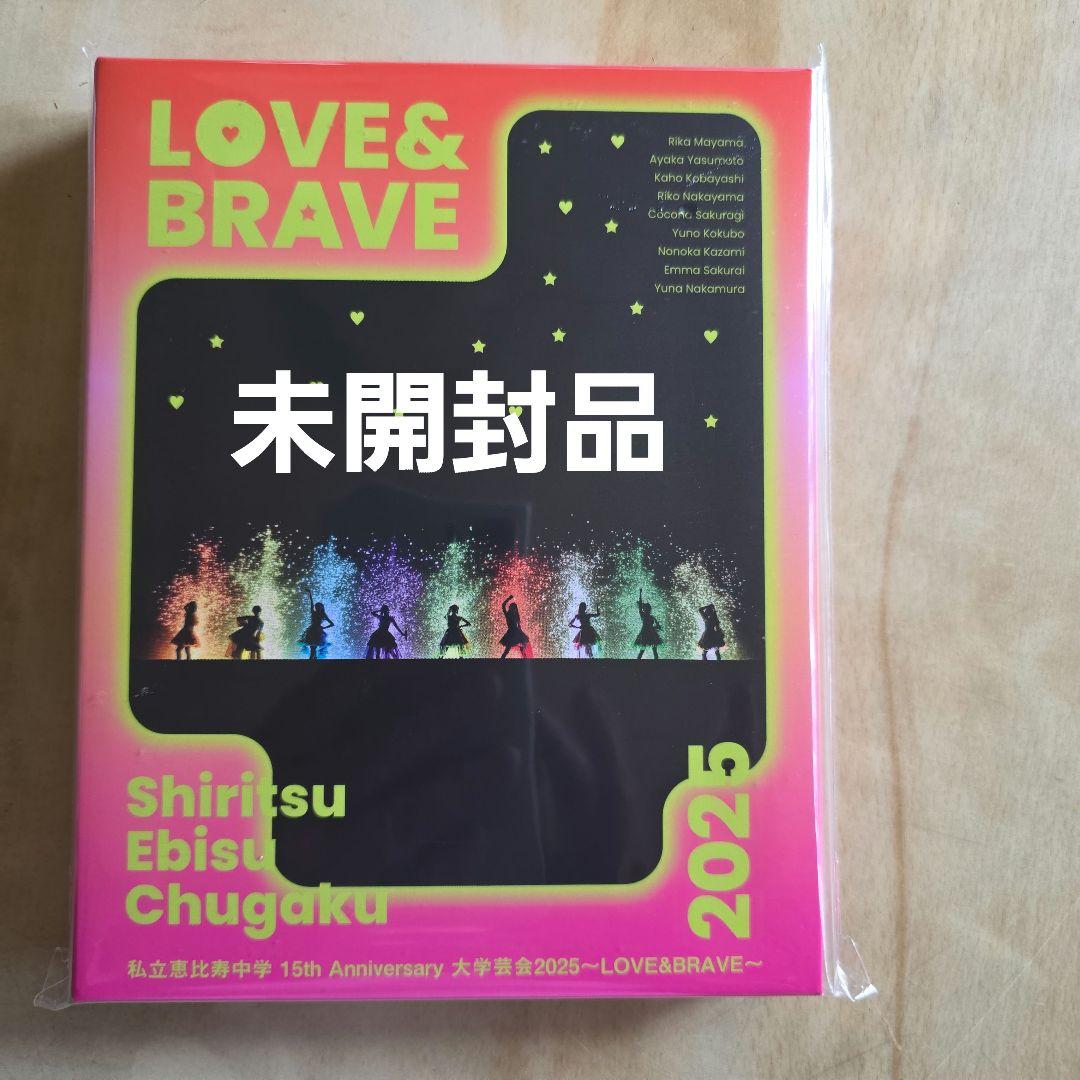 LOVE&
BRAVE
Rika Mayama
Ayaka Yasumoto
Kaho Kobayashi
Riko Nakayama
Cocona Sakuragi
Yuno Kokubo
Nonoka Kazami
Emma Sakurai
Yuna Nakamura
未開封品
Shiritsu
Ebisu
Chugaku
2025
私立恵比寿中学 15th Anniversary 大学芸会2025～LOVE&BRAVE～